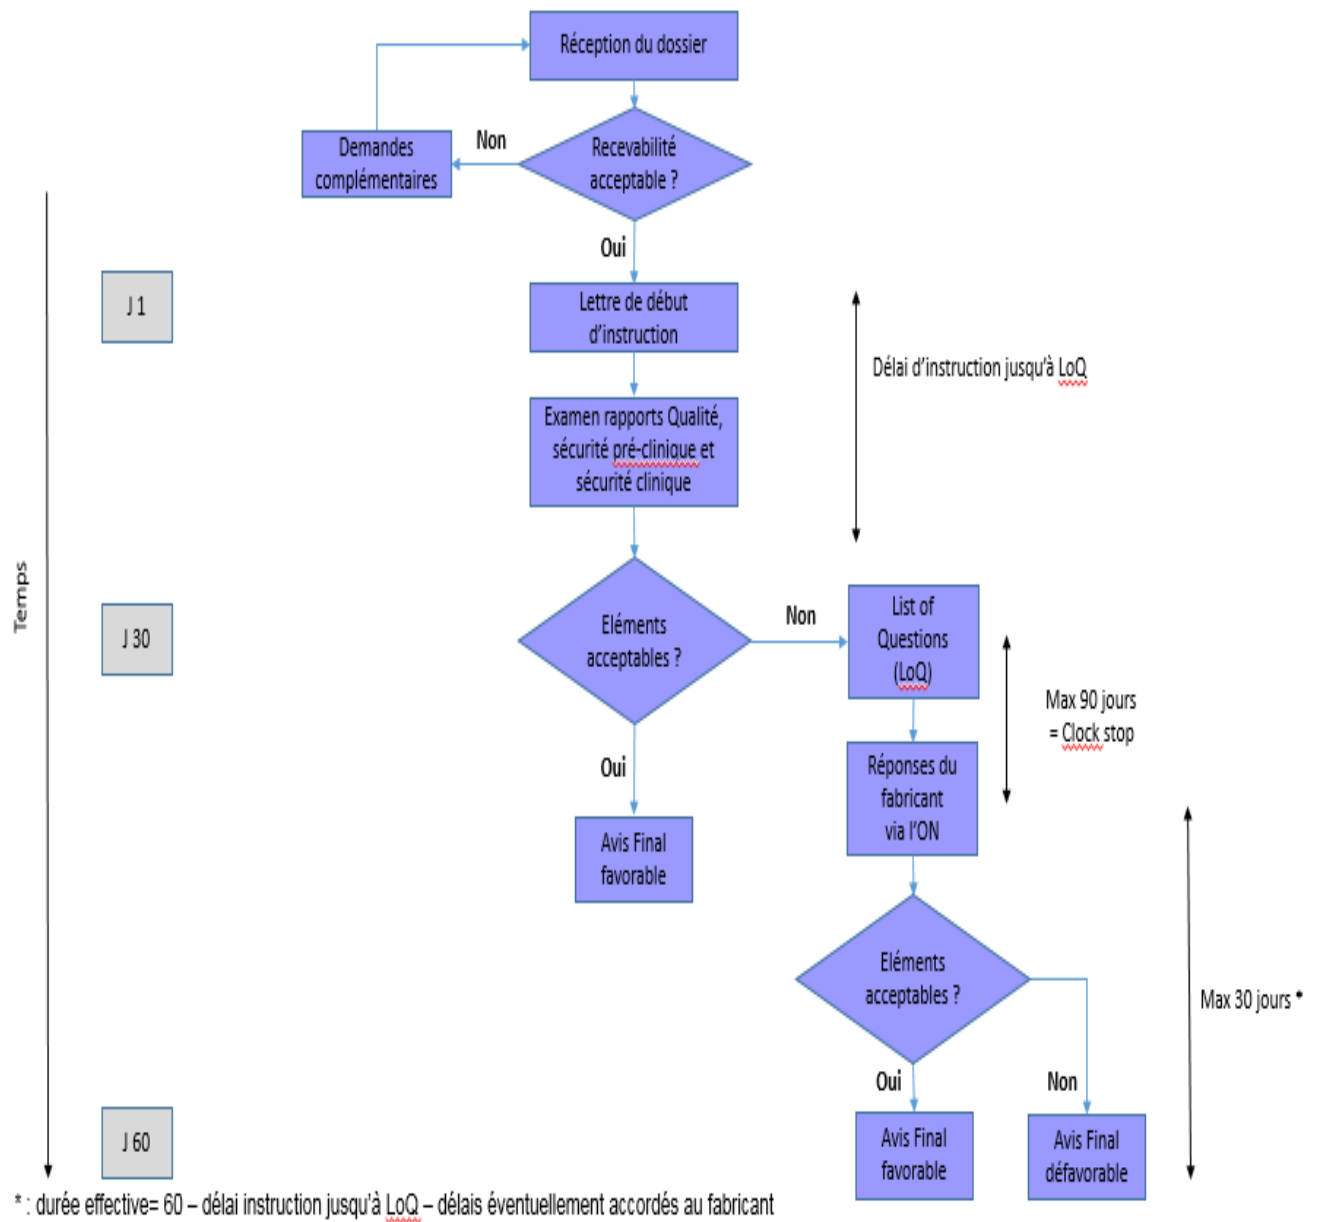 Réception du dossier
Non
Demandes
complémentaires
Recevabilité
acceptable ?
Oui
J 1
Lettre de début
d'instruction
Délai d'instruction jusqu'à LoQ
Examen rapports Qualité,
sécurité pré-clinique et
sécurité clinique
Temps
J 30
Eléments
acceptables ?
Non
List of
Questions
(LoQ)
Max 90 jours
= Clock stop
Oui
Réponses du
fabricant
via l'ON
Avis Final
favorable
Eléments
acceptables ?
Max 30 jours *
Oui
Non
J 60
Avis Final
favorable
Avis Final
défavorable
* : durée effective= 60 – délai instruction jusqu'à LoQ – délais éventuellement accordés au fabricant